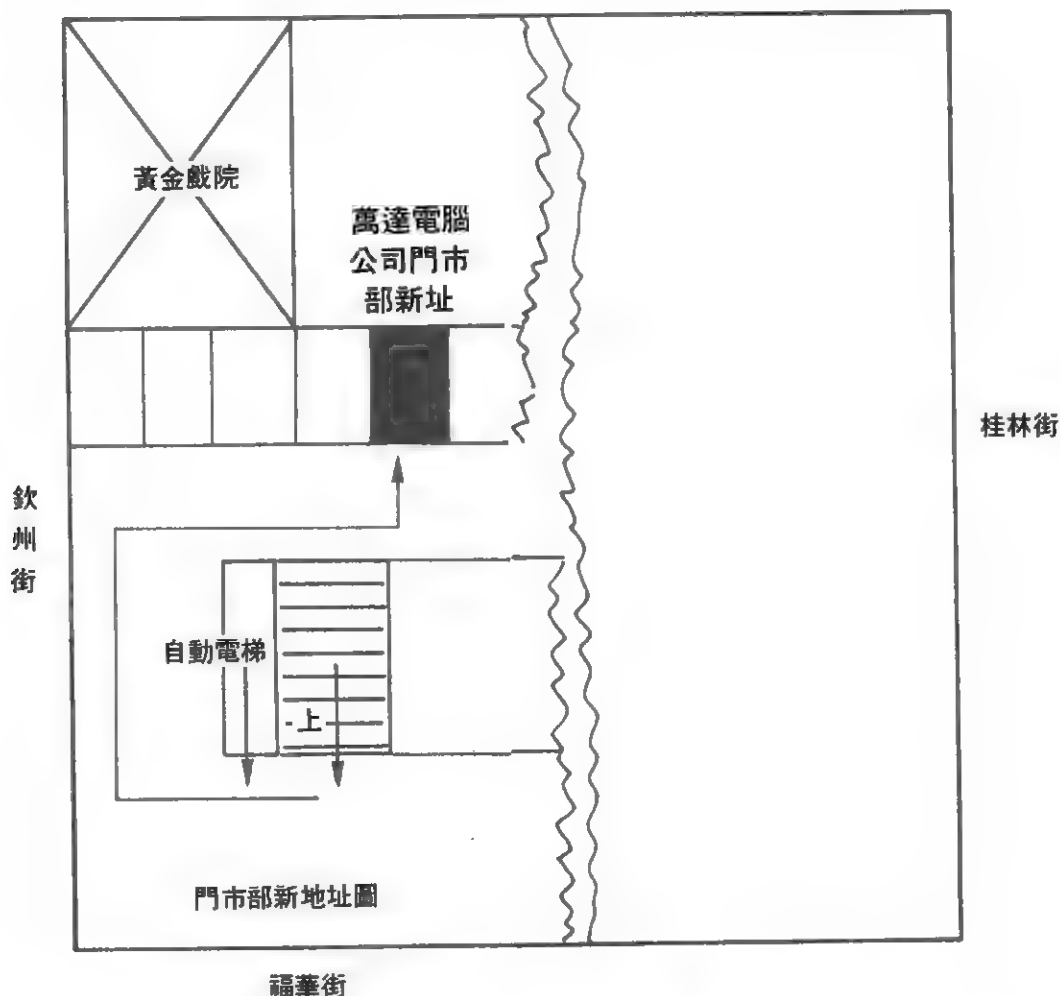 黃金戲院
萬達電腦
公司門市
部新址
桂林街
欽州街
自動電梯
上
門市部新地址圖
福華街